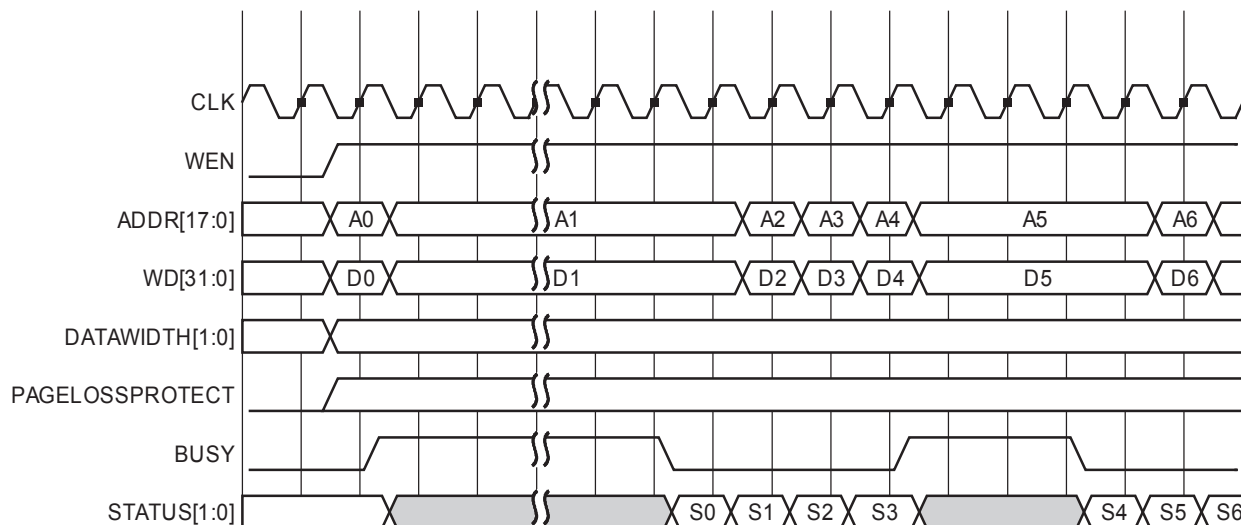 CLK
WEN
ADDR[17:0] A0 A1 A2 A3 A4 A5 A6
WD[31:0] D0 D1 D2 D3 D4 D5 D6
DATAWIDTH[1:0]
PAGELOSSPROTECT
BUSY
STATUS[1:0] S0 S1 S2 S3 S4 S5 S6